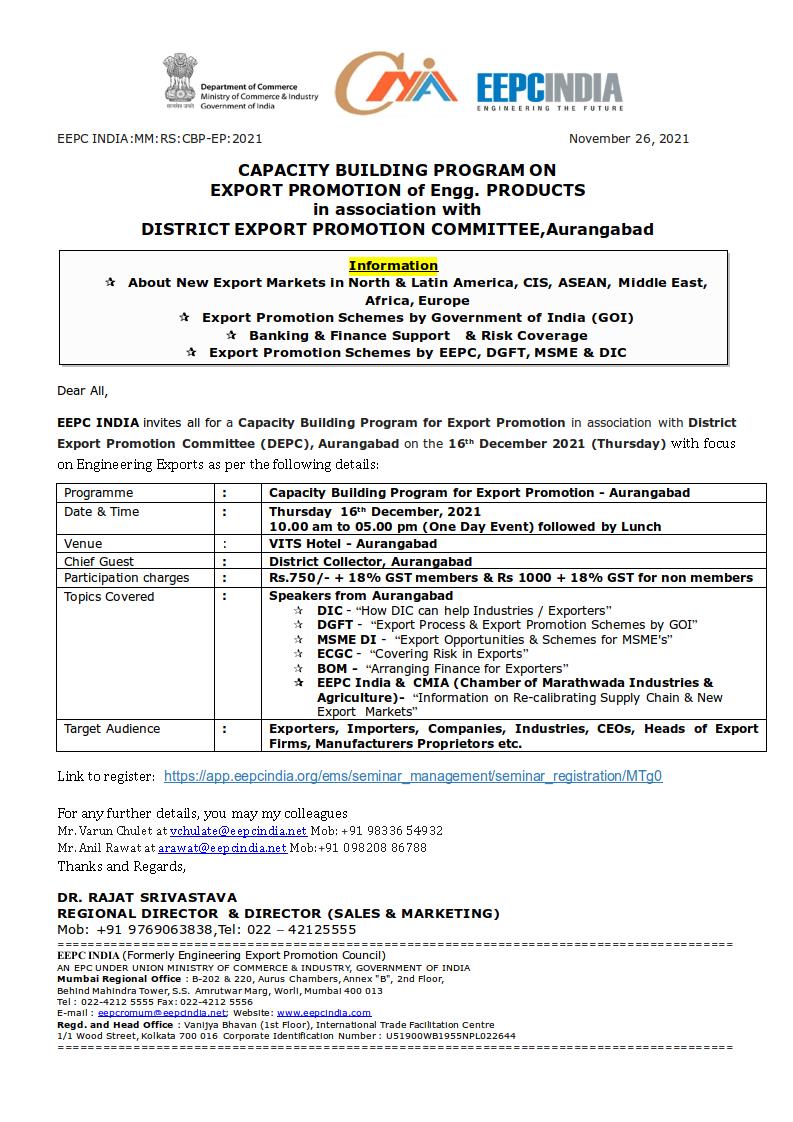 Department of Commerce
Ministry of Commerce & Industry
Government of India
CMIA
EEPC INDIA
ENGINEERING THE FUTURE
EEPC INDIA:MM:RS:CBP-EP:2021 November 26, 2021
CAPACITY BUILDING PROGRAM ON
EXPORT PROMOTION of Engg. PRODUCTS
in association with
DISTRICT EXPORT PROMOTION COMMITTEE,Aurangabad
Information
✰ About New Export Markets in North & Latin America, CIS, ASEAN, Middle East,
Africa, Europe
✰ Export Promotion Schemes by Government of India (GOI)
✰ Banking & Finance Support & Risk Coverage
✰ Export Promotion Schemes by EEPC, DGFT, MSME & DIC
Dear All,
EEPC INDIA invites all for a Capacity Building Program for Export Promotion in association with District
Export Promotion Committee (DEPC), Aurangabad on the 16th December 2021 (Thursday) with focus
on Engineering Exports as per the following details:
Programme : Capacity Building Program for Export Promotion - Aurangabad
Date & Time : Thursday 16th December, 2021
10.00 am to 05.00 pm (One Day Event) followed by Lunch
Venue : VITS Hotel - Aurangabad
Chief Guest : District Collector, Aurangabad
Participation charges : Rs.750/- + 18% GST members & Rs 1000 + 18% GST for non members
Topics Covered : Speakers from Aurangabad
✰ DIC - “How DIC can help Industries / Exporters”
✰ DGFT - “Export Process & Export Promotion Schemes by GOI”
✰ MSME DI - “Export Opportunities & Schemes for MSME's”
✰ ECGC - “Covering Risk in Exports”
✰ BOM – “Arranging Finance for Exporters”
✰ EEPC India & CMIA (Chamber of Marathwada Industries &
Agriculture)- “Information on Re-calibrating Supply Chain & New
Export Markets”
Target Audience : Exporters, Importers, Companies, Industries, CEOs, Heads of Export
Firms, Manufacturers Proprietors etc.
Link to register: https://app.eepcindia.org/ems/seminar_management/seminar_registration/MTg0
For any further details, you may my colleagues
Mr. Varun Chulet at vchulate@eepcindia.net Mob: +91 98336 54932
Mr. Anil Rawat at arawat@eepcindia.net Mob:+91 098208 86788
Thanks and Regards,
DR. RAJAT SRIVASTAVA
REGIONAL DIRECTOR & DIRECTOR (SALES & MARKETING)
Mob: +91 9769063838,Tel: 022 – 42125555
EEPC INDIA (Formerly Engineering Export Promotion Council)
AN EPC UNDER UNION MINISTRY OF COMMERCE & INDUSTRY, GOVERNMENT OF INDIA
Mumbai Regional Office : B-202 & 220, Aurus Chambers, Annex "B", 2nd Floor,
Behind Mahindra Tower, S.S. Amrutwar Marg, Worli, Mumbai 400 013
Tel : 022-4212 5555 Fax: 022-4212 5556
E-mail : eepcromum@eepcindia.net; Website: www.eepcindia.com
Regd. and Head Office : Vanijya Bhavan (1st Floor), International Trade Facilitation Centre
1/1 Wood Street, Kolkata 700 016 Corporate Identification Number : U51900WB1955NPL022644